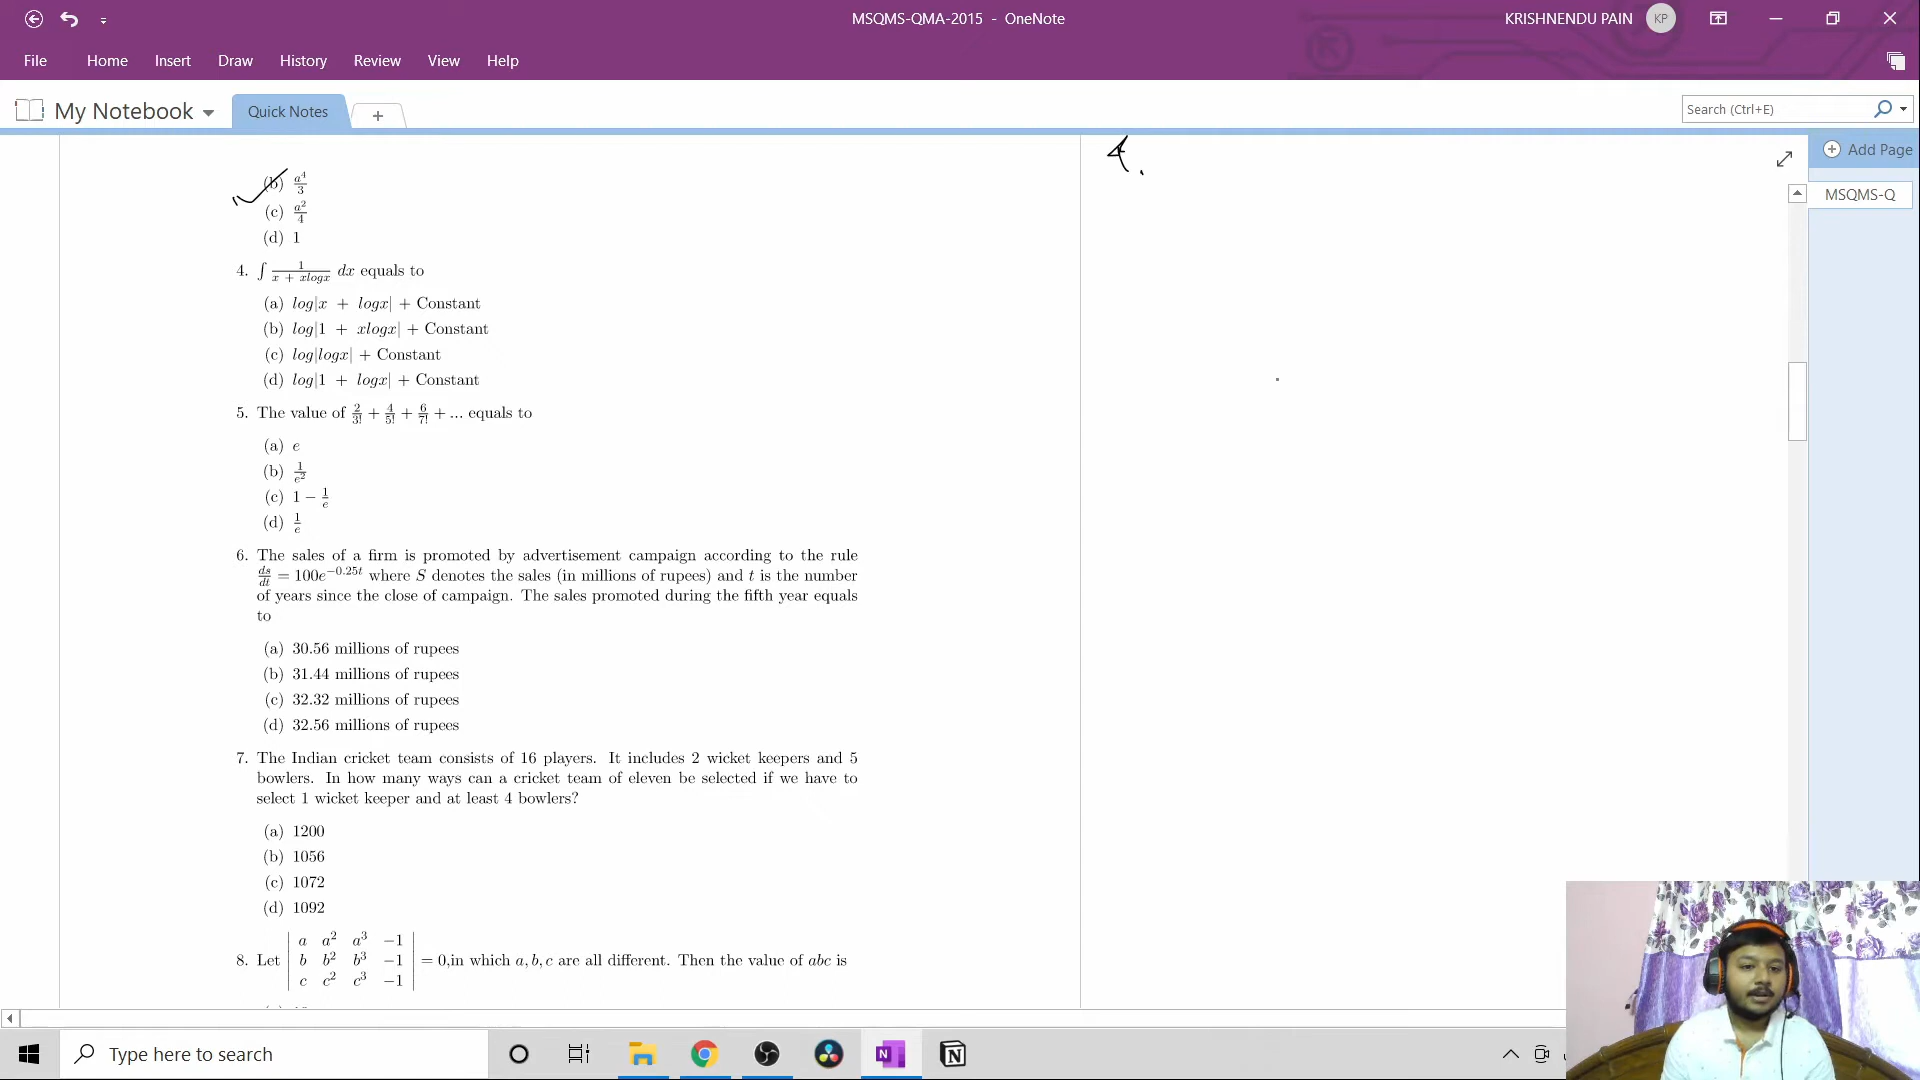 MSQMS-QMA-2015 - OneNote
KRISHNENDU PAIN KP
File Home Insert Draw History Review View Help
My Notebook Quick Notes +
Search (Ctrl+E)
Add Page
MSQMS-Q
4.
(b) a⁴/3
(c) a²/4
(d) 1
4. ∫ 1/(x + xlogx) dx equals to
(a) log|x + logx| + Constant
(b) log|1 + xlogx| + Constant
(c) log|logx| + Constant
(d) log|1 + logx| + Constant
5. The value of 2/3! + 4/5! + 6/7! + ... equals to
(a) e
(b) 1/e²
(c) 1 − 1/e
(d) 1/e
6. The sales of a firm is promoted by advertisement campaign according to the rule
ds/dt = 100e^(−0.25t) where S denotes the sales (in millions of rupees) and t is the number
of years since the close of campaign. The sales promoted during the fifth year equals
to
(a) 30.56 millions of rupees
(b) 31.44 millions of rupees
(c) 32.32 millions of rupees
(d) 32.56 millions of rupees
7. The Indian cricket team consists of 16 players. It includes 2 wicket keepers and 5
bowlers. In how many ways can a cricket team of eleven be selected if we have to
select 1 wicket keeper and at least 4 bowlers?
(a) 1200
(b) 1056
(c) 1072
(d) 1092
a a² a³ −1
8. Let b b² b³ −1 = 0,in which a, b, c are all different. Then the value of abc is
c c² c³ −1
Type here to search